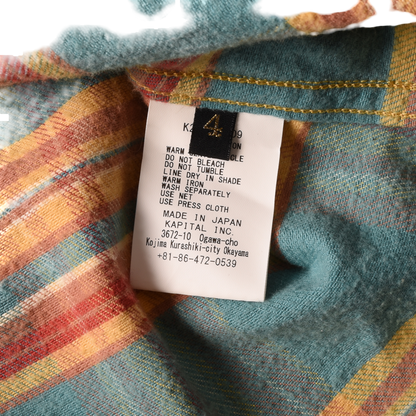 4
WARM
DO NOT BLEACH
DO NOT TUMBLE
LINE DRY IN SHADE
WARM IRON
WASH SEPARATELY
USE NET
USE PRESS CLOTH
MADE IN JAPAN
KAPITAL INC.
3672-10 Ogawa-cho
Kojima Kurashiki-city Okayama
+81-86-472-0539